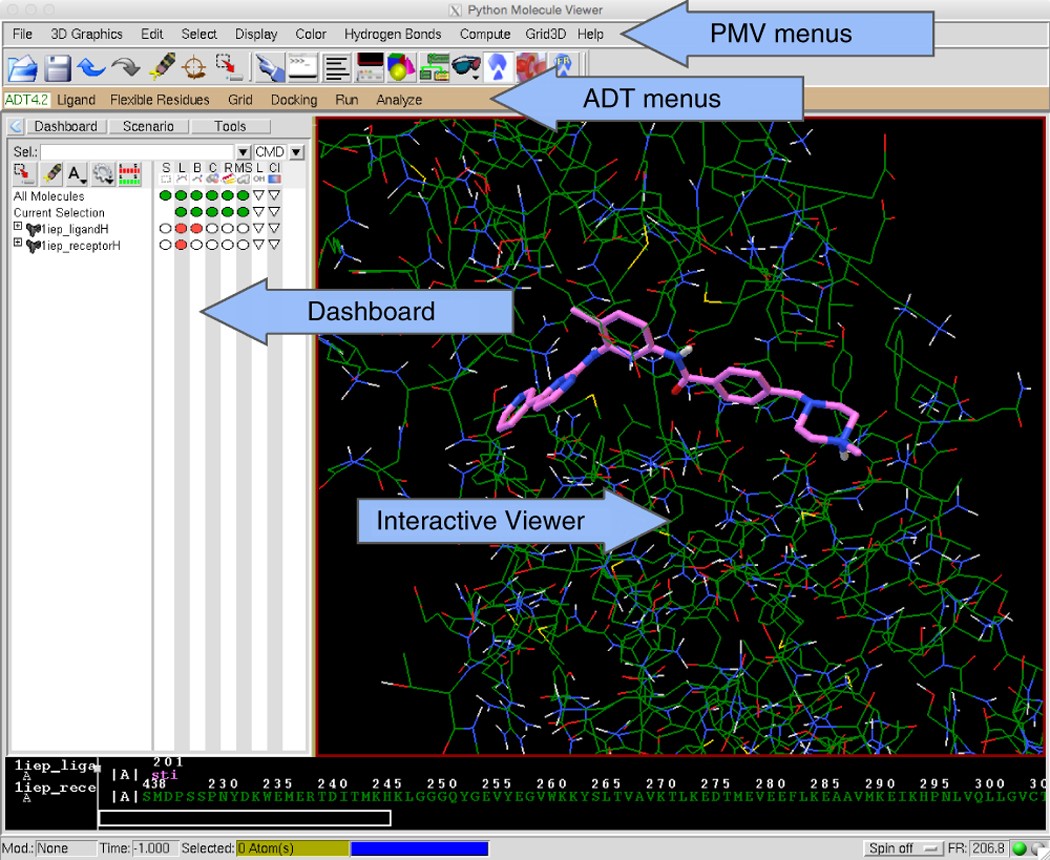 Python Molecule Viewer
File 3D Graphics Edit Select Display Color Hydrogen Bonds Compute Grid3D Help
PMV menus
ADT4.2 Ligand Flexible Residues Grid Docking Run Analyze
ADT menus
Dashboard Scenario Tools
Sel.: CMD
S L B C R MS L Cl
All Molecules
Current Selection
1iep_ligandH
1iep_receptorH
Dashboard
Interactive Viewer
1iep_liga
A
201
|A| sti
1iep_rece
A
438 230 235 240 245 250 255 260 265 270 275 280 285 290 295 300 30
|A| SMDPSSPNYDKWEMERTDITMKHKLGGGQYGEVYEGVWKKYSLTVAVKTLKEDTMEVEEFLKEAAVMKEIKHPNLVQLLGVCT
Mod.: None Time: -1.000 Selected: 0 Atom(s) Spin off FR: 206.8